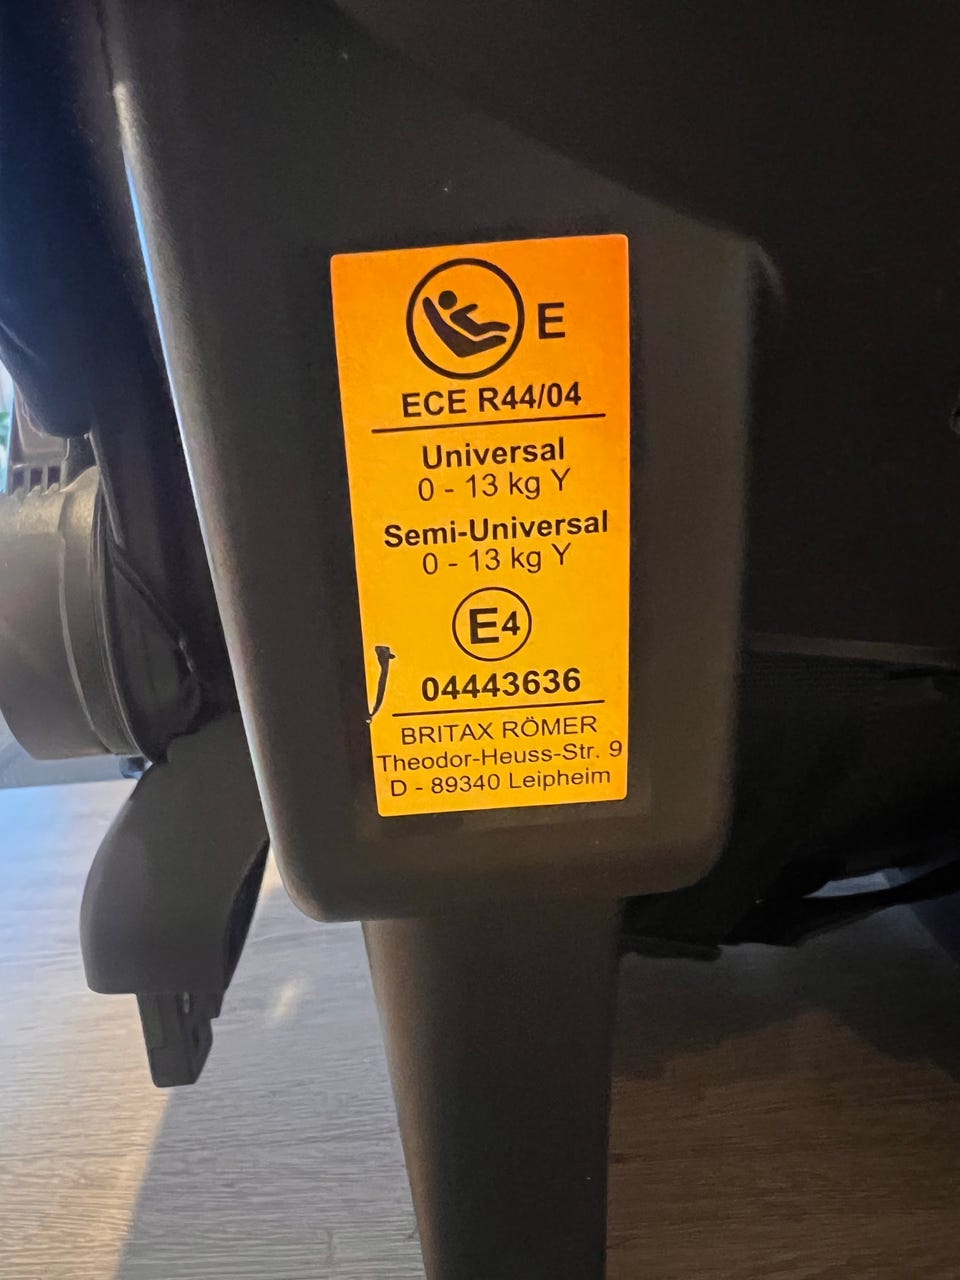 E
ECE R44/04
Universal
0 - 13 kg Y
Semi-Universal
0 - 13 kg Y
E4
04443636
BRITAX RÖMER
Theodor-Heuss-Str. 9
D - 89340 Leipheim